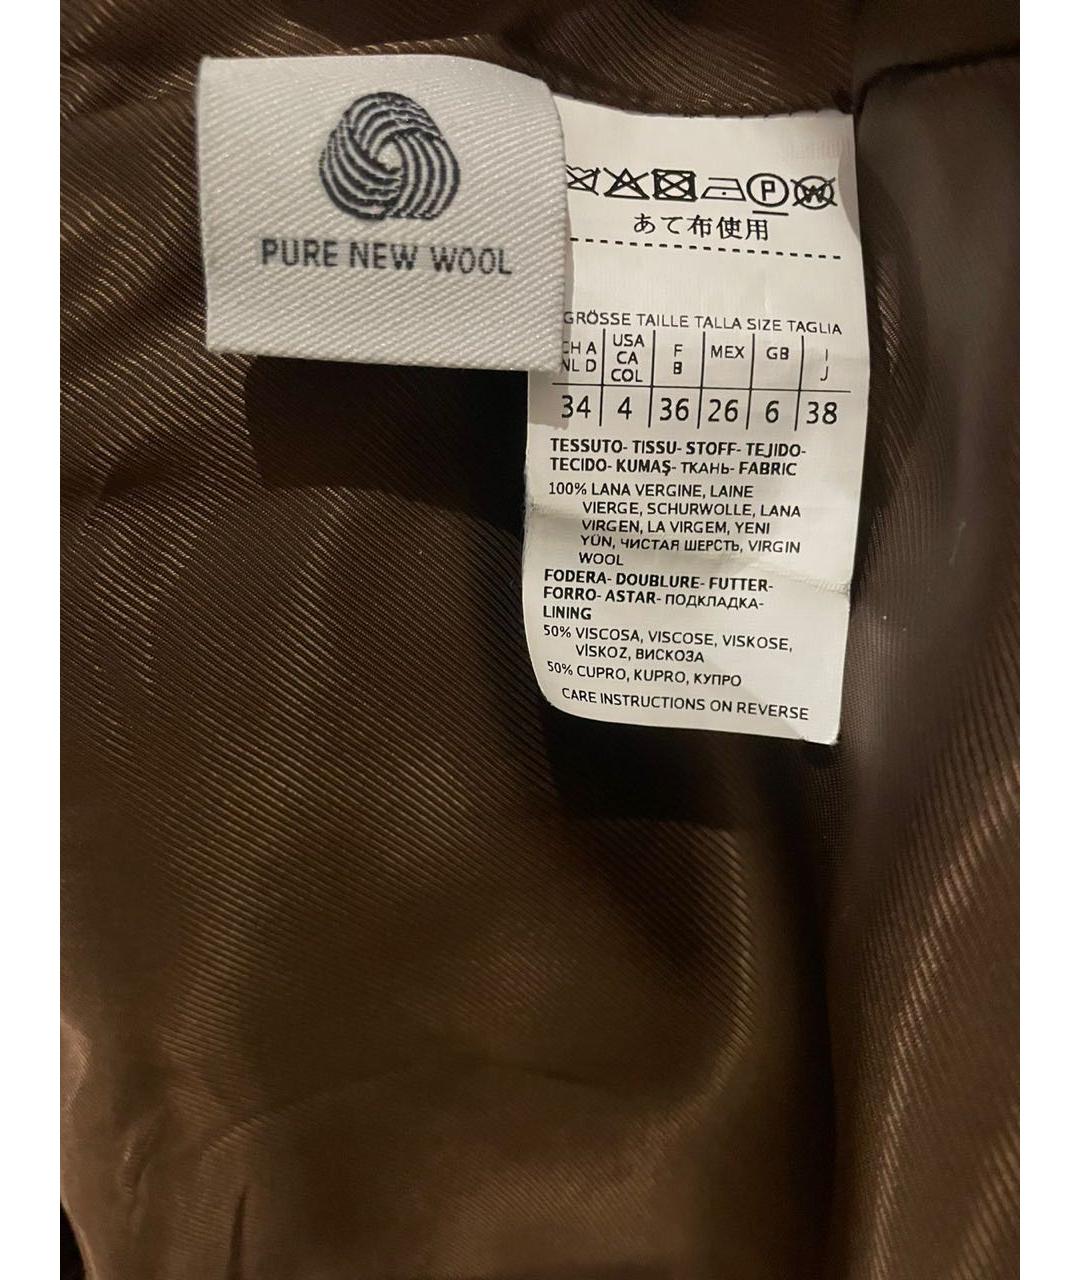 PURE NEW WOOL
P
W
あて布使用
GRÖSSE TAILLE TALLA SIZE TAGLIA
CH A USA F MEX GB I
NL D CA B J
COL
34 4 36 26 6 38
TESSUTO- TISSU- STOFF- TEJIDO-
TECIDO- KUMAŞ- ТКАНЬ- FABRIC
100% LANA VERGINE, LAINE
VIERGE, SCHURWOLLE, LANA
VIRGEN, LA VIRGEM, YENI
YÜN, ЧИСТАЯ ШЕРСТЬ, VIRGIN
WOOL
FODERA- DOUBLURE- FUTTER-
FORRO- ASTAR- ПОДКЛАДКА-
LINING
50% VISCOSA, VISCOSE, VISKOSE,
VİSKOZ, ВИСКОЗА
50% CUPRO, KUPRO, КУПРО
CARE INSTRUCTIONS ON REVERSE